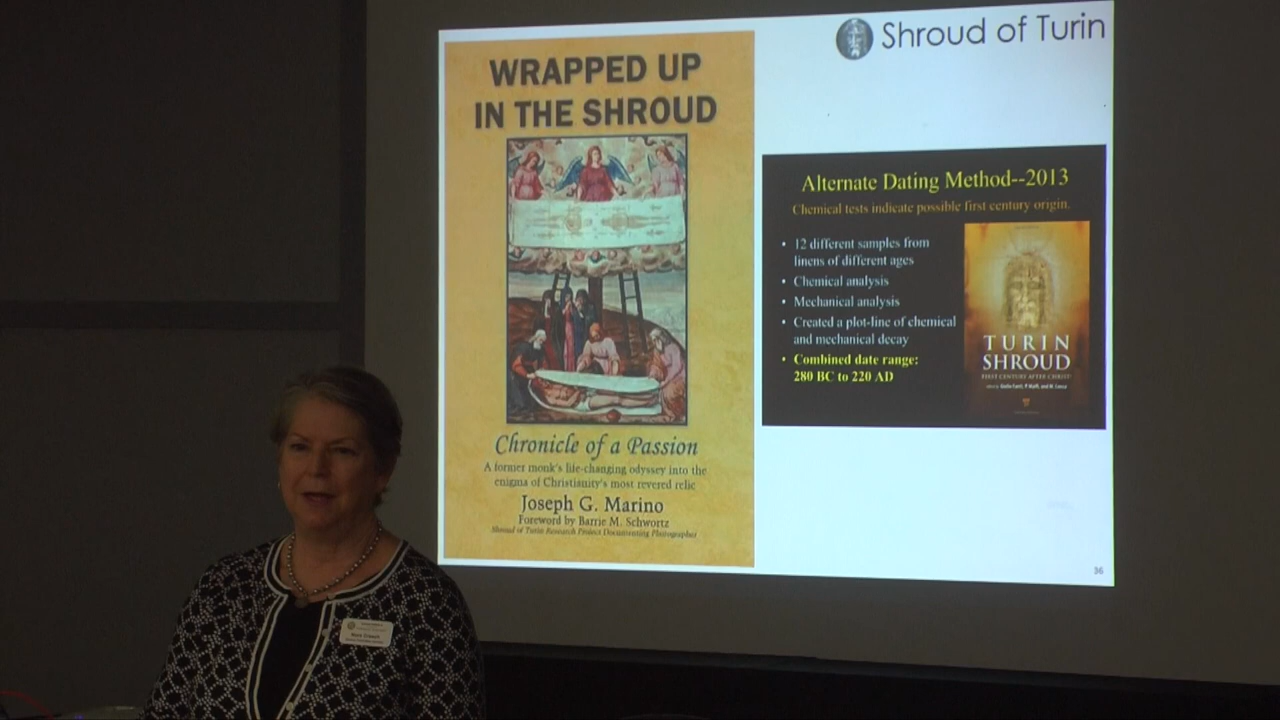 Shroud of Turin
WRAPPED UP
IN THE SHROUD
Chronicle of a Passion
A former monk's life-changing odyssey into the
enigma of Christianity's most revered relic
Joseph G. Marino
Foreword by Barrie M. Schwortz
Shroud of Turin Research Project Documenting Photographer
Alternate Dating Method--2013
Chemical tests indicate possible first century origin.
• 12 different samples from
linens of different ages
• Chemical analysis
• Mechanical analysis
• Created a plot-line of chemical
and mechanical decay
• Combined date range:
280 BC to 220 AD
TURIN
SHROUD
FIRST CENTURY AFTER CHRIST!
36